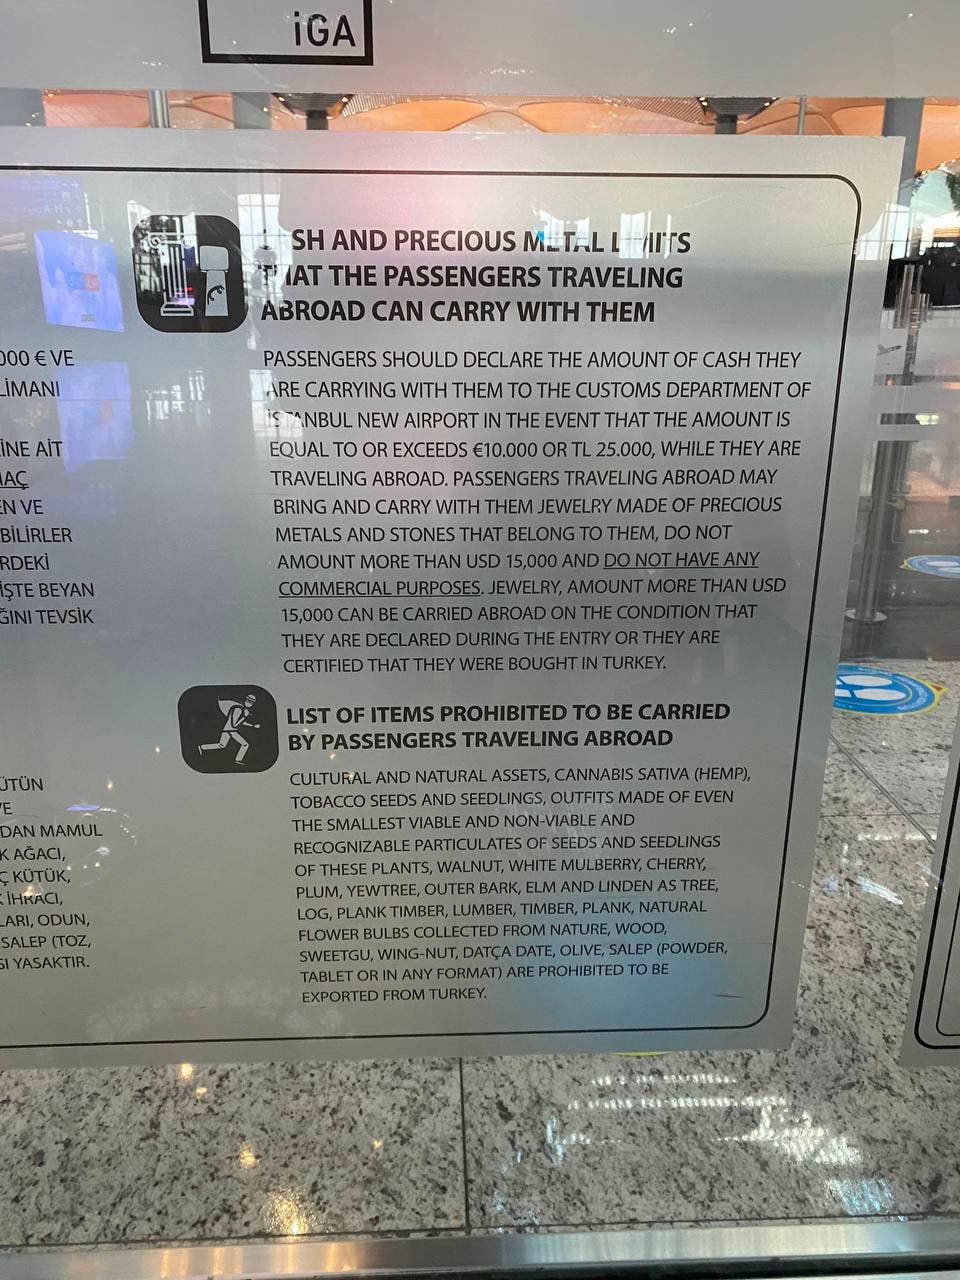 iGA
000 € VE
LİMANI
İNE AİT
AÇ
EN VE
BİLİRLER
RDEKİ
İŞTE BEYAN
ĞINI TEVSİK
SH AND PRECIOUS METAL LIMITS
THAT THE PASSENGERS TRAVELING
ABROAD CAN CARRY WITH THEM
PASSENGERS SHOULD DECLARE THE AMOUNT OF CASH THEY
ARE CARRYING WITH THEM TO THE CUSTOMS DEPARTMENT OF
İSTANBUL NEW AIRPORT IN THE EVENT THAT THE AMOUNT IS
EQUAL TO OR EXCEEDS €10.000 OR TL 25.000, WHILE THEY ARE
TRAVELING ABROAD. PASSENGERS TRAVELING ABROAD MAY
BRING AND CARRY WITH THEM JEWELRY MADE OF PRECIOUS
METALS AND STONES THAT BELONG TO THEM, DO NOT
AMOUNT MORE THAN USD 15,000 AND DO NOT HAVE ANY
COMMERCIAL PURPOSES. JEWELRY, AMOUNT MORE THAN USD
15,000 CAN BE CARRIED ABROAD ON THE CONDITION THAT
THEY ARE DECLARED DURING THE ENTRY OR THEY ARE
CERTIFIED THAT THEY WERE BOUGHT IN TURKEY.
ÜTÜN
VE
DAN MAMUL
K AĞACI,
Ç KÜTÜK,
K İHRACI,
LARI, ODUN,
SALEP (TOZ,
SI YASAKTIR.
LIST OF ITEMS PROHIBITED TO BE CARRIED
BY PASSENGERS TRAVELING ABROAD
CULTURAL AND NATURAL ASSETS, CANNABIS SATIVA (HEMP),
TOBACCO SEEDS AND SEEDLINGS, OUTFITS MADE OF EVEN
THE SMALLEST VIABLE AND NON-VIABLE AND
RECOGNIZABLE PARTICULATES OF SEEDS AND SEEDLINGS
OF THESE PLANTS, WALNUT, WHITE MULBERRY, CHERRY,
PLUM, YEWTREE, OUTER BARK, ELM AND LINDEN AS TREE,
LOG, PLANK TIMBER, LUMBER, TIMBER, PLANK, NATURAL
FLOWER BULBS COLLECTED FROM NATURE, WOOD,
SWEETGU, WING-NUT, DATÇA DATE, OLIVE, SALEP (POWDER,
TABLET OR IN ANY FORMAT) ARE PROHIBITED TO BE
EXPORTED FROM TURKEY.